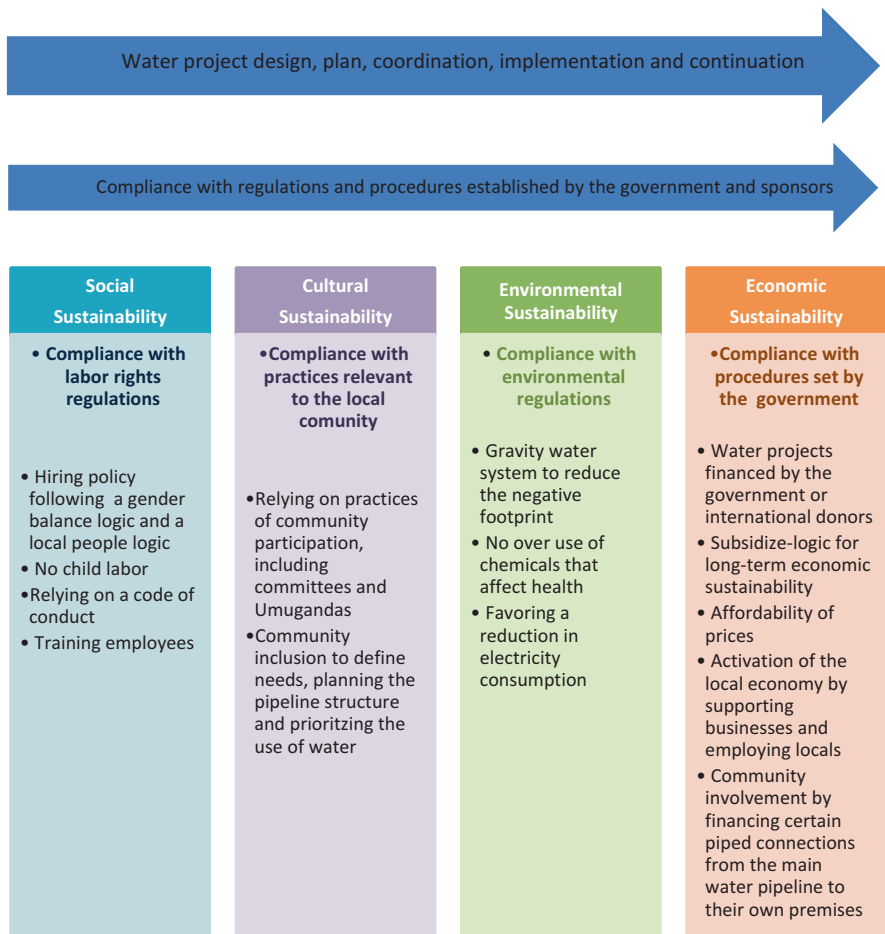 Water project design, plan, coordination, implementation and continuation
Compliance with regulations and procedures established by the government and sponsors
Social
Sustainability
• Compliance with
labor rights
regulations
• Hiring policy
following a gender
balance logic and a
local people logic
• No child labor
•Relying on a code of
conduct
• Training employees
Cultural
Sustainability
•Compliance with
practices relevant
to the local
comunity
•Relying on practices
of community
participation,
including
committees and
Umugandas
•Community
inclusion to define
needs, planning the
pipeline structure
and prioritzing the
use of water
Environmental
Sustainability
• Compliance with
environmental
regulations
• Gravity water
system to reduce
the negative
footprint
• No over use of
chemicals that
affect health
• Favoring a
reduction in
electricity
consumption
Economic
Sustainability
•Compliance with
procedures set by
the government
• Water projects
financed by the
government or
international donors
• Subsidize-logic for
long-term economic
sustainability
• Affordability of
prices
• Activation of the
local economy by
supporting
businesses and
employing locals
• Community
involvement by
financing certain
piped connections
from the main
water pipeline to
their own premises